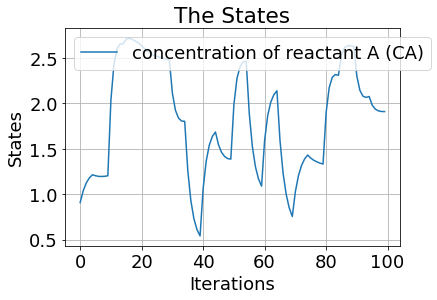 The States
concentration of reactant A (CA)
States
2.5
2.0
1.5
1.0
0.5
0 20 40 60 80 100
Iterations